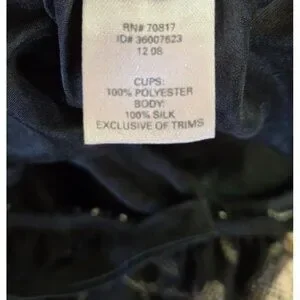 RN# 70817
ID# 36007623
12 08
CUPS:
100% POLYESTER
BODY:
100% SILK
EXCLUSIVE OF TRIMS